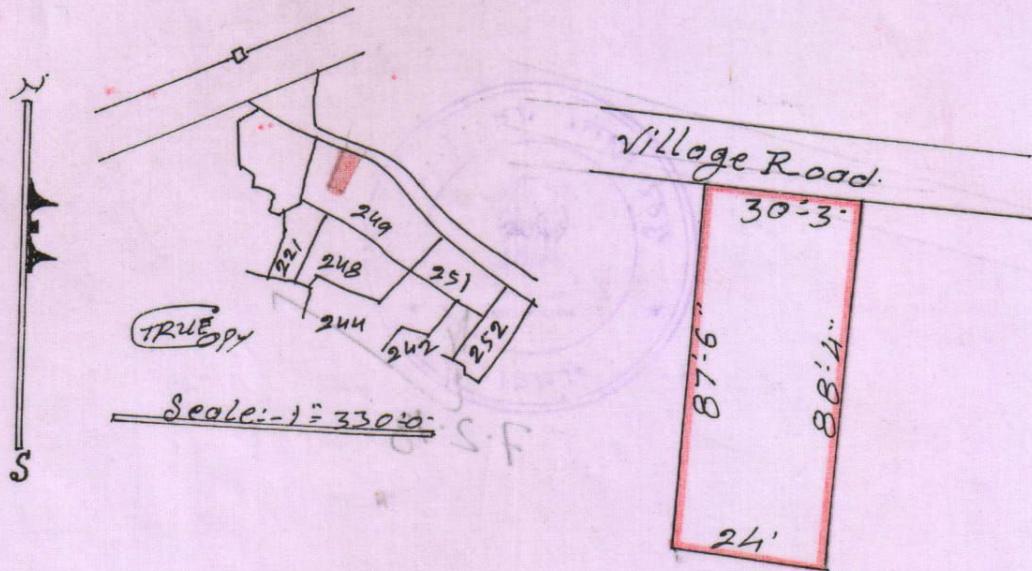 N
Village Road.
30'-3"
249
221
248
251
244
242
252
TRUE COPY
87'-6"
88'-4"
Scale:-1"=330'-0"
S
24'